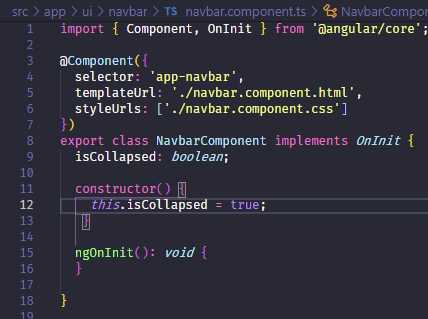 src > app > ui > navbar > TS navbar.component.ts > NavbarCompo
1 import { Component, OnInit } from '@angular/core';
2
3 @Component({
4 selector: 'app-navbar',
5 templateUrl: './navbar.component.html',
6 styleUrls: ['./navbar.component.css']
7 })
8 export class NavbarComponent implements OnInit {
9 isCollapsed: boolean;
10
11 constructor() {
12 this.isCollapsed = true;
13 }
14
15 ngOnInit(): void {
16 }
17
18 }
19